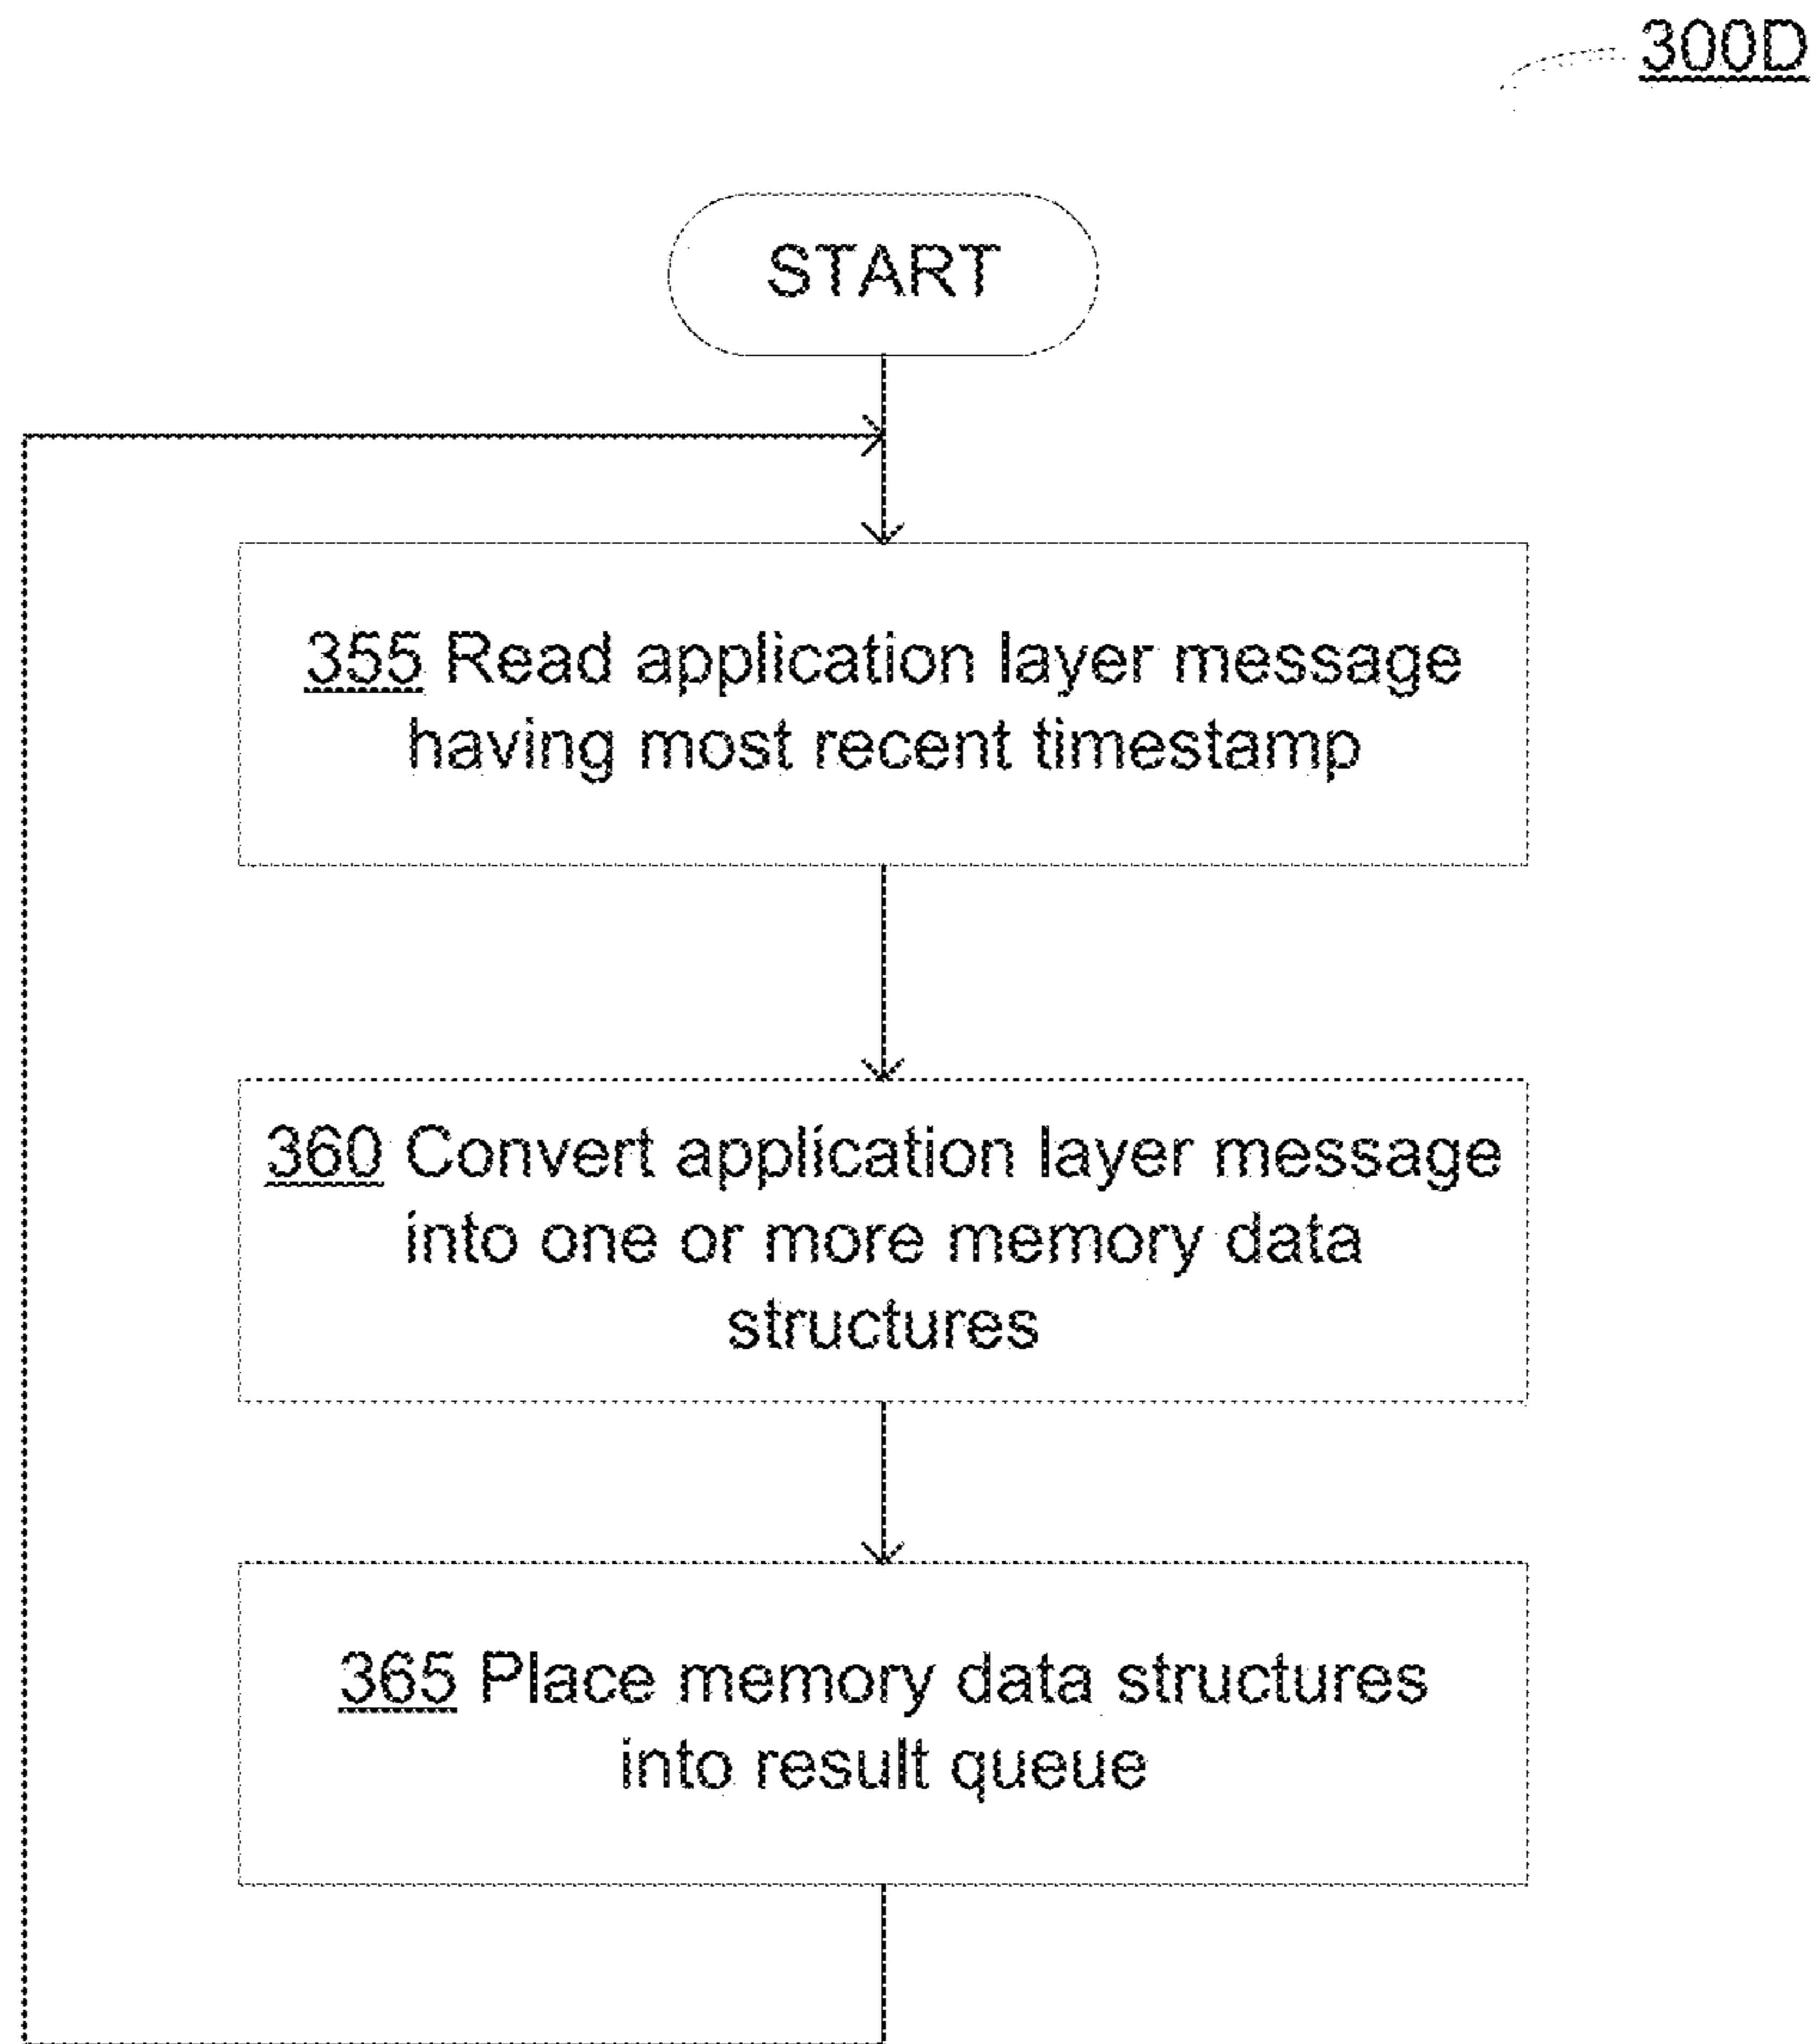 300D
START
355 Read application layer message
having most recent timestamp
360 Convert application layer message
into one or more memory data
structures
365 Place memory data structures
into result queue